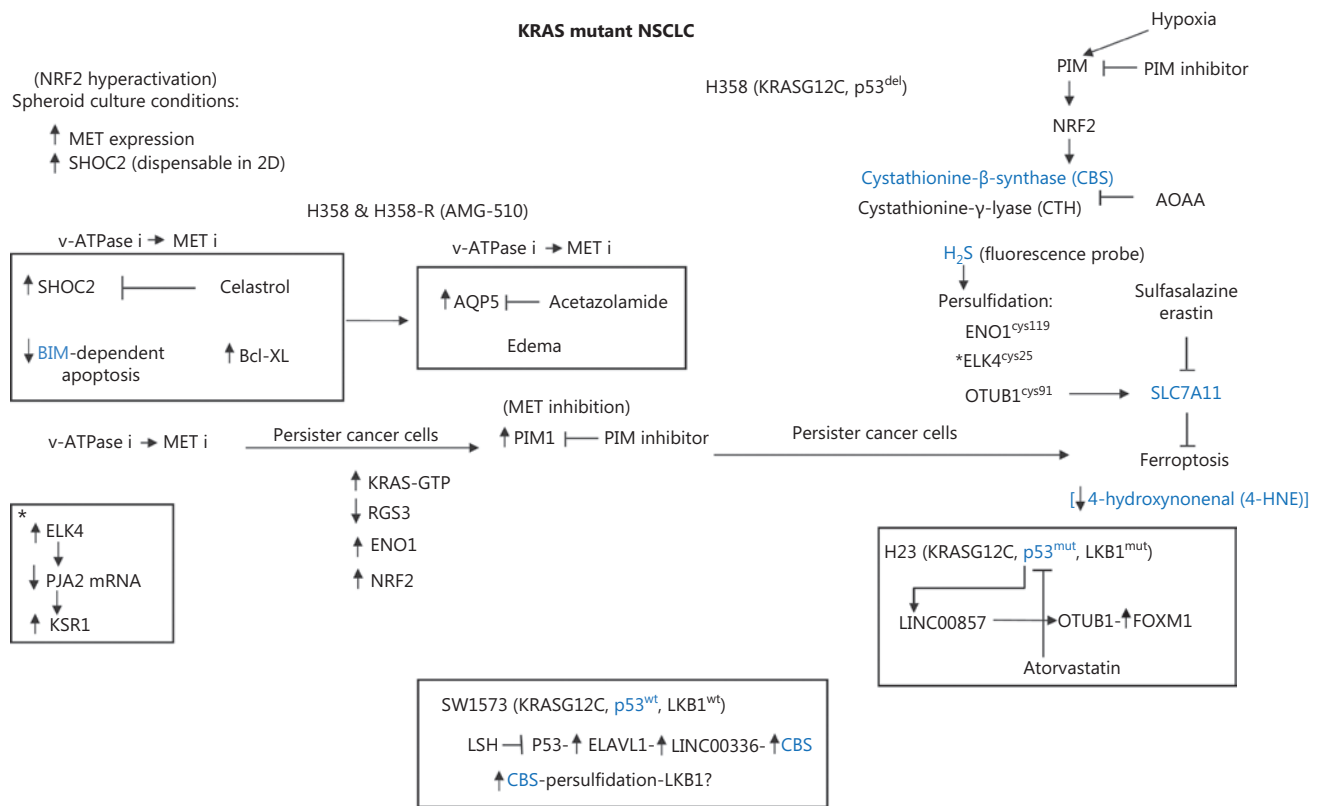 KRAS mutant NSCLC
(NRF2 hyperactivation)
Spheroid culture conditions:
↑ MET expression
↑ SHOC2 (dispensable in 2D)
H358 & H358-R (AMG-510)
v-ATPase i → MET i
↑ SHOC2 ⊣ Celastrol
↓ BIM-dependent
apoptosis
↑ Bcl-XL
v-ATPase i → MET i
↑ AQP5 ⊣ Acetazolamide
Edema
v-ATPase i → MET i
Persister cancer cells
↑ KRAS-GTP
↓ RGS3
↑ ENO1
↑ NRF2
(MET inhibition)
↑ PIM1 ⊣ PIM inhibitor
Persister cancer cells
*
↑ ELK4
↓ PJA2 mRNA
↑ KSR1
H358 (KRASG12C, p53del)
Hypoxia
PIM ⊢ PIM inhibitor
NRF2
Cystathionine-β-synthase (CBS)
Cystathionine-γ-lyase (CTH)
AOAA
H₂S (fluorescence probe)
Persulfidation:
ENO1cys119
*ELK4cys25
OTUB1cys91 → SLC7A11
Sulfasalazine
erastin
Ferroptosis
[↓ 4-hydroxynonenal (4-HNE)]
H23 (KRASG12C, p53mut, LKB1mut)
LINC00857 → OTUB1-↑FOXM1
Atorvastatin
SW1573 (KRASG12C, p53wt, LKB1wt)
LSH ⊣ P53-↑ ELAVL1-↑ LINC00336-↑ CBS
↑ CBS-persulfidation-LKB1?